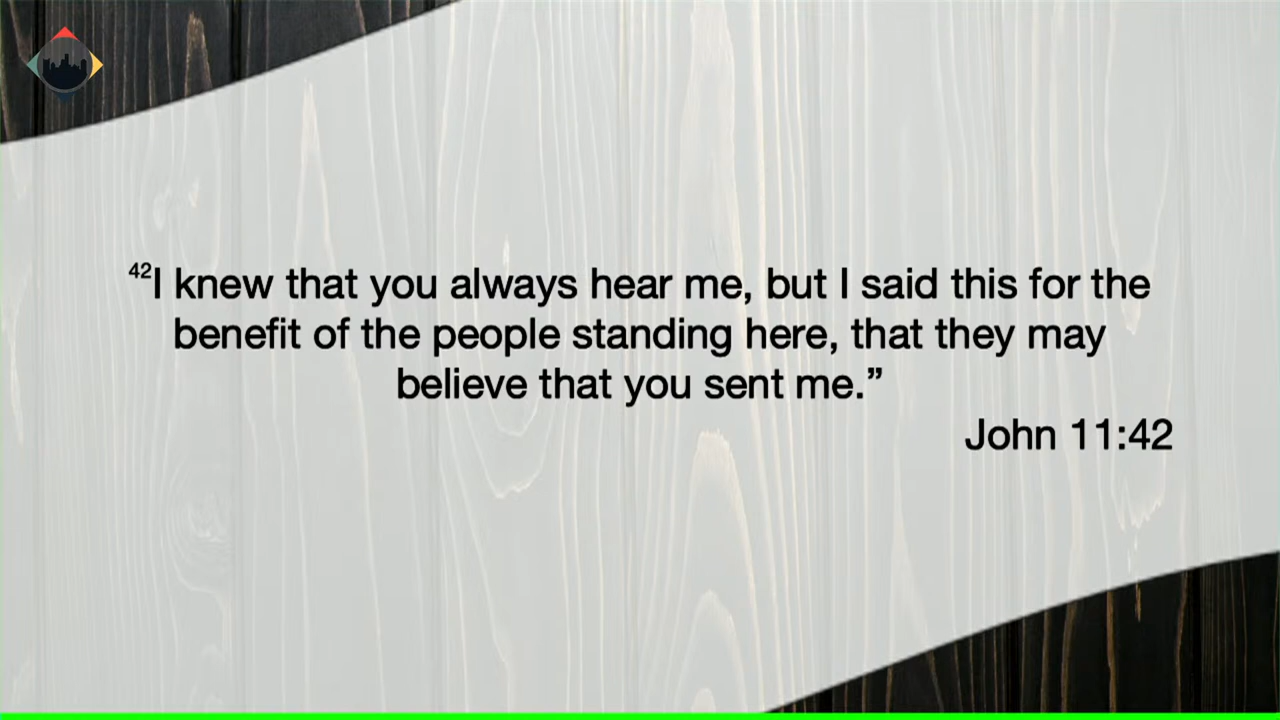 ⁴²I knew that you always hear me, but I said this for the
benefit of the people standing here, that they may
believe that you sent me.”
John 11:42